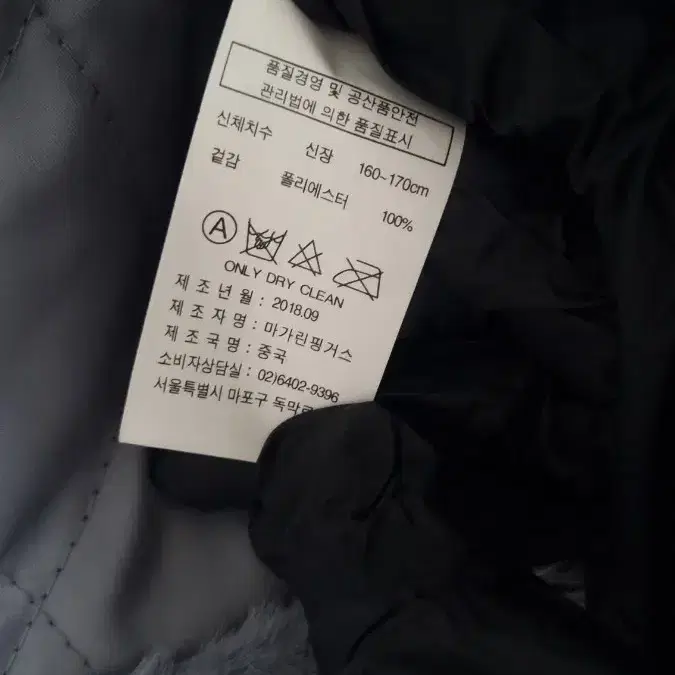 품질경영 및 공산품안전
관리법에 의한 품질표시
신체치수 신장 160~170cm
겉감 폴리에스터 100%
A
ONLY DRY CLEAN
제 조 년 월 : 2018.09
제 조 자 명 : 마가린핑거스
제 조 국 명 : 중국
소비자상담실 : 02)6402-9396
서울특별시 마포구